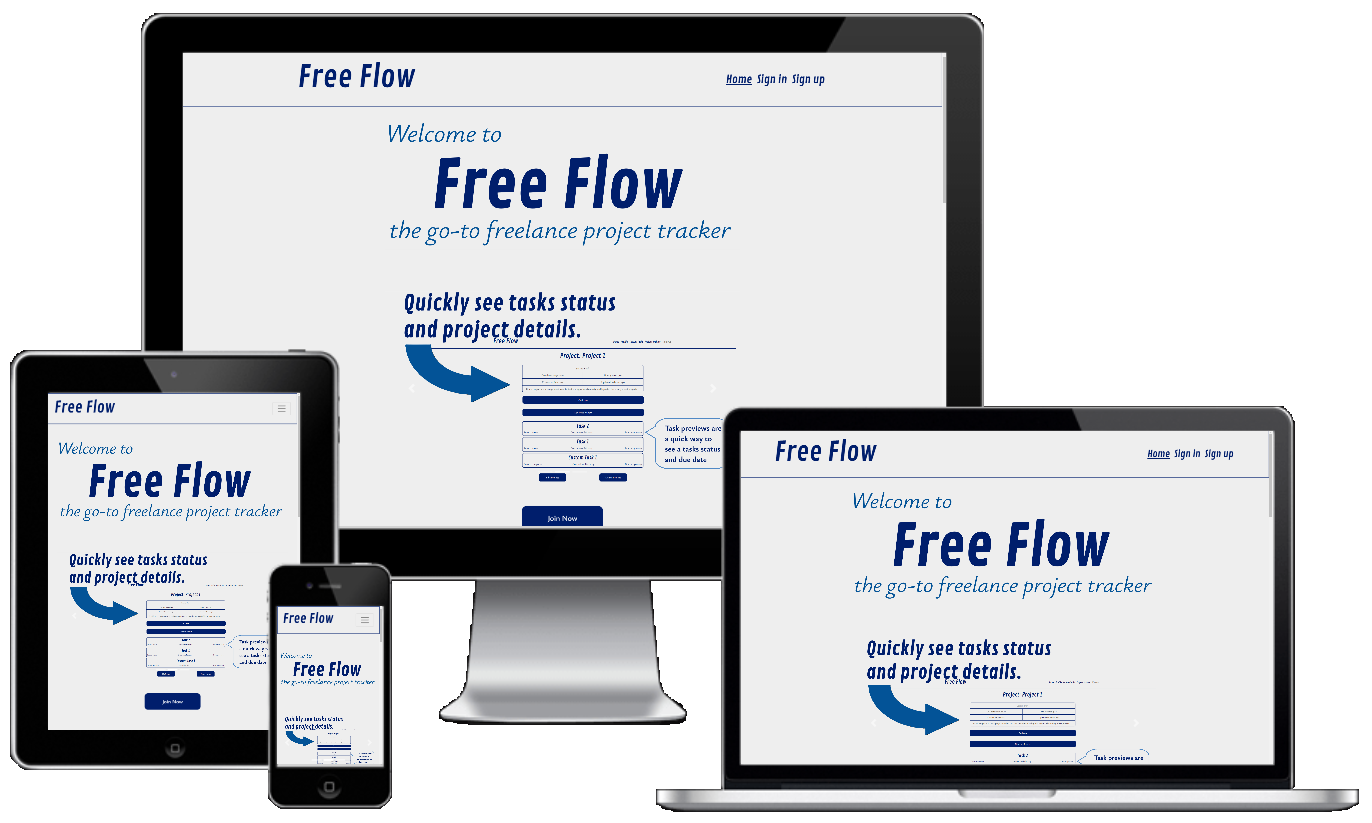 Free Flow
Home Sign in Sign up
Welcome to
Free Flow
the go-to freelance project tracker
Quickly see tasks status
and project details.
Free Flow
Project: Project 1
Task 2
Task 1
Custom Task 1
Task previews are
a quick way to
see a tasks status
and due date
Join Now
Free Flow
Welcome to
Free Flow
the go-to freelance project tracker
Quickly see tasks status
and project details.
Join Now
Free Flow
Welcome to
Free Flow
the go-to freelance project tracker
Quickly see tasks status
and project details.
Free Flow
Home Sign in Sign up
Welcome to
Free Flow
the go-to freelance project tracker
Quickly see tasks status
and project details.
Free Flow
Project: Project 1
Task 2
Task previews are